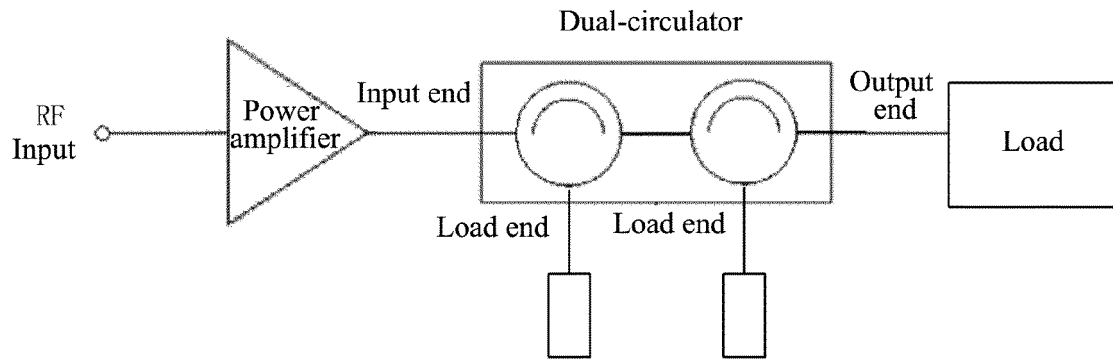 Dual-circulator
RF
Input
Power
amplifier
Input end
Output
end
Load
Load end
Load end